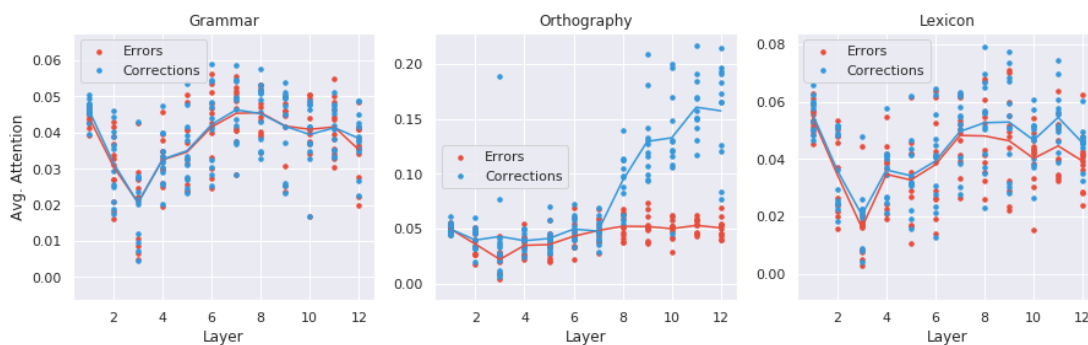 Grammar
Orthography
Lexicon
Avg. Attention
0.06
0.05
0.04
0.03
0.02
0.01
0.00
Errors
Corrections
2 4 6 8 10 12
Layer
0.20
0.15
0.10
0.05
0.00
Errors
Corrections
2 4 6 8 10 12
Layer
0.08
0.06
0.04
0.02
0.00
Errors
Corrections
2 4 6 8 10 12
Layer